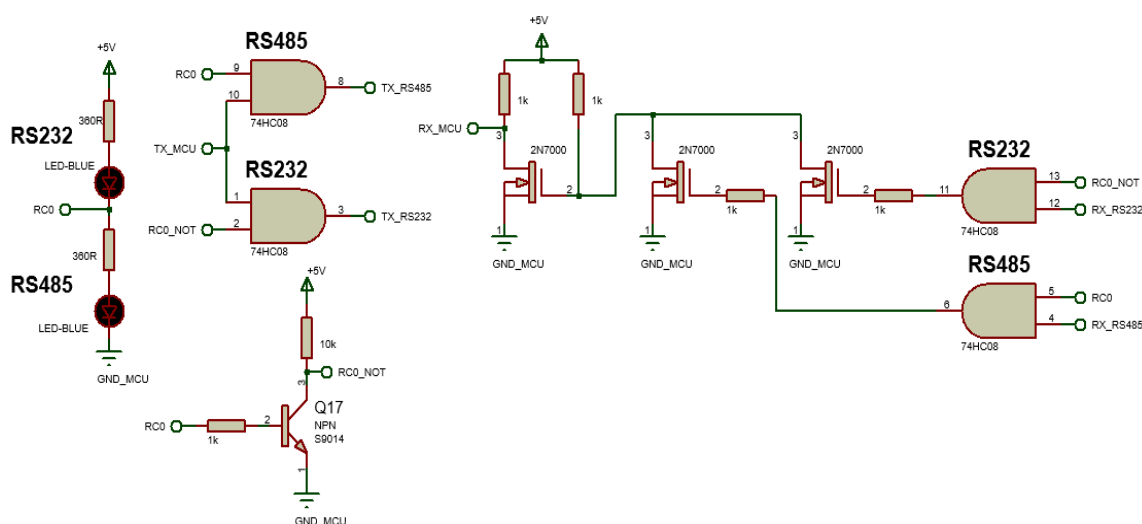 +5V
360R
RS232
LED-BLUE
RC0
360R
RS485
LED-BLUE
GND_MCU
RS485
RC0
9
10
8
TX_RS485
74HC08
TX_MCU
RS232
1
2
3
TX_RS232
RC0_NOT
74HC08
+5V
10k
RC0_NOT
3
Q17
NPN
S9014
RC0
1k
2
1
GND_MCU
+5V
1k
1k
RX_MCU
3
2N7000
2
1
GND_MCU
3
2N7000
2
1k
1
GND_MCU
3
2N7000
2
1k
1
GND_MCU
RS232
11
13
RC0_NOT
12
RX_RS232
74HC08
RS485
6
5
RC0
4
RX_RS485
74HC08